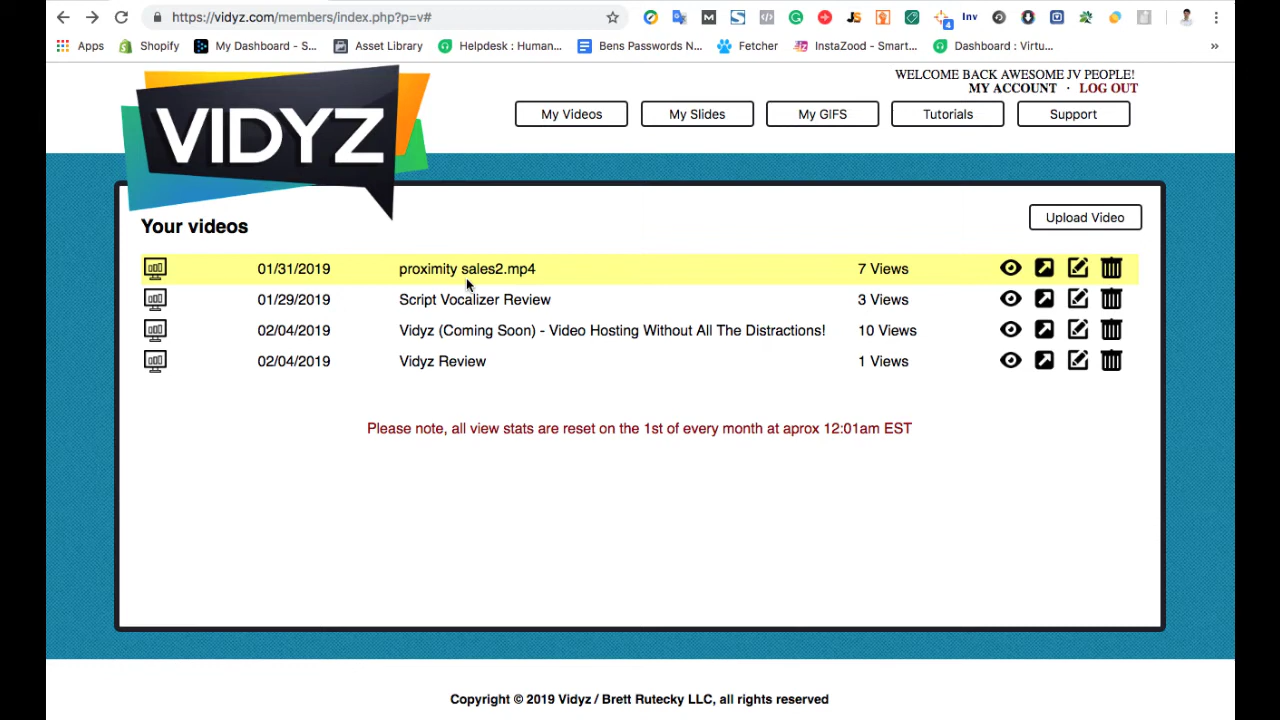 https://vidyz.com/members/index.php?p=v#
M
S
JS
4
Inv
Apps
Shopify
My Dashboard - S...
Asset Library
Helpdesk : Human...
Bens Passwords N...
Fetcher
InstaZood - Smart...
Dashboard : Virtu...
»
VIDYZ
WELCOME BACK AWESOME JV PEOPLE!
MY ACCOUNT · LOG OUT
My Videos
My Slides
My GIFS
Tutorials
Support
Your videos
Upload Video
01/31/2019 proximity sales2.mp4 7 Views
01/29/2019 Script Vocalizer Review 3 Views
02/04/2019 Vidyz (Coming Soon) - Video Hosting Without All The Distractions! 10 Views
02/04/2019 Vidyz Review 1 Views
Please note, all view stats are reset on the 1st of every month at aprox 12:01am EST
Copyright © 2019 Vidyz / Brett Rutecky LLC, all rights reserved